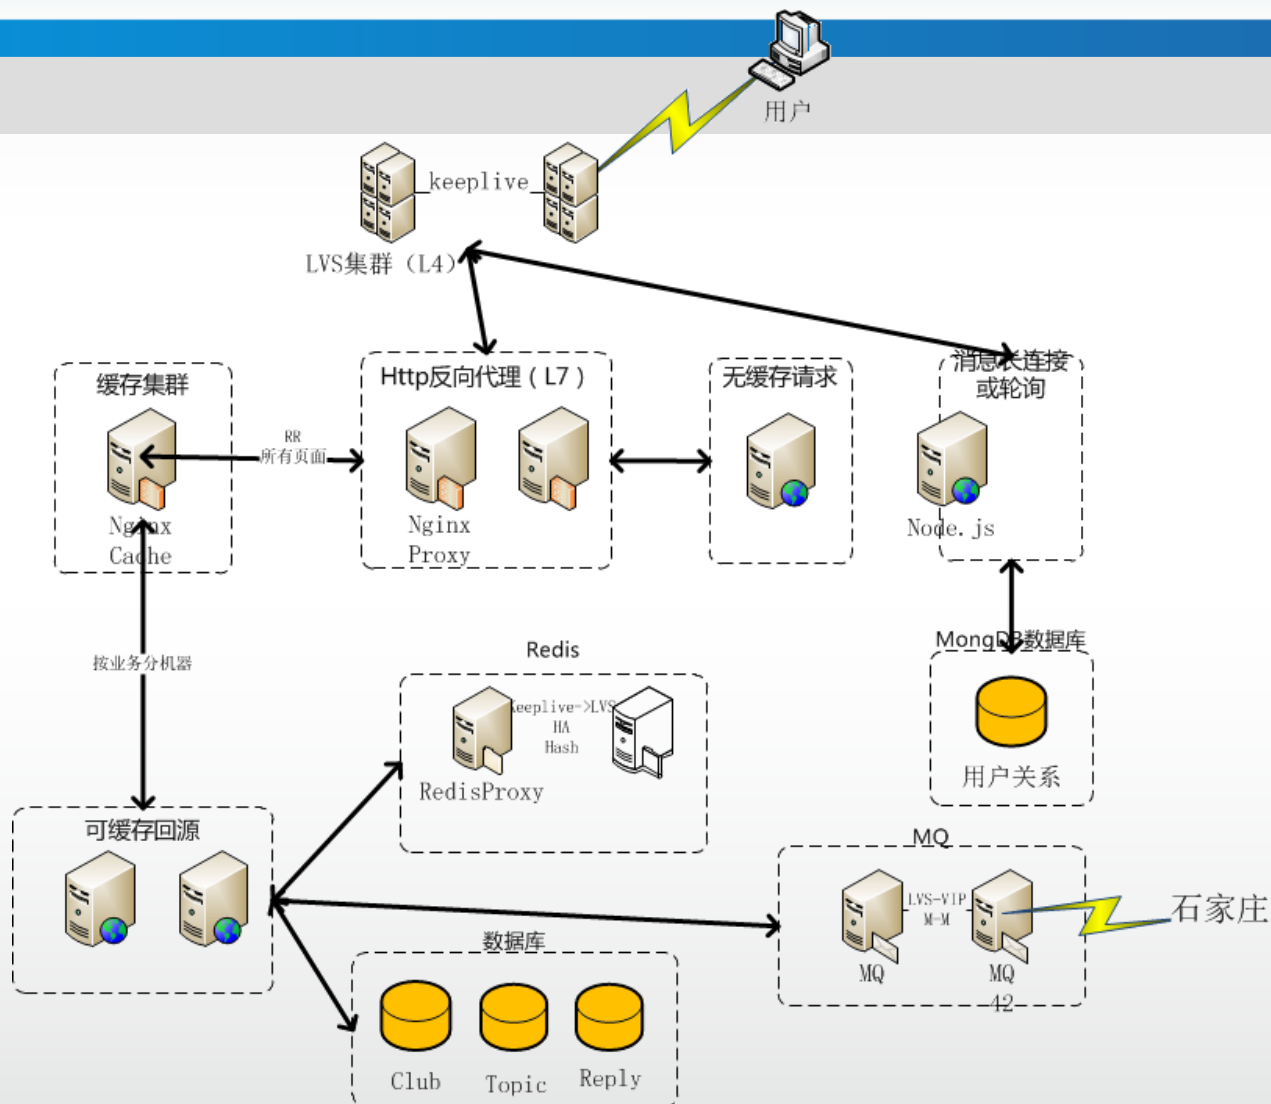 用户
keeplive
LVS集群（L4）
缓存集群
Nginx
Cache
RR
所有页面
Http反向代理（L7）
Nginx
Proxy
无缓存请求
消息长连接
或轮询
Node.js
按业务分机器
Redis
Keeplive->LVS
HA
Hash
RedisProxy
MongDB数据库
用户关系
可缓存回源
MQ
LVS-VIP
M-M
MQ
MQ
42
石家庄
数据库
Club
Topic
Reply